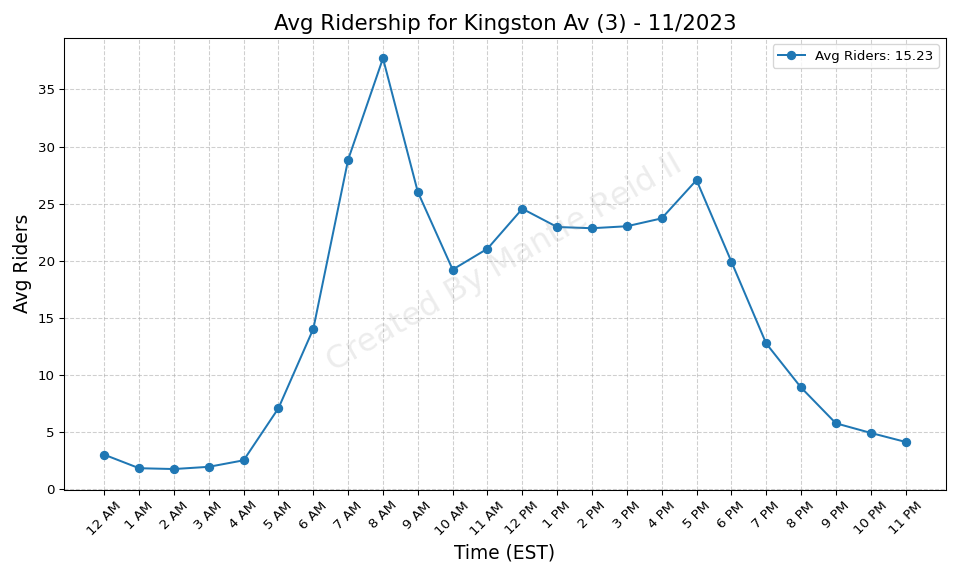 Avg Ridership for Kingston Av (3) - 11/2023
Avg Riders: 15.23
Avg Riders
35
30
25
20
15
10
5
0
Created By Mantie Reid II
12 AM
1 AM
2 AM
3 AM
4 AM
5 AM
6 AM
7 AM
8 AM
9 AM
10 AM
11 AM
12 PM
1 PM
2 PM
3 PM
4 PM
5 PM
6 PM
7 PM
8 PM
9 PM
10 PM
11 PM
Time (EST)